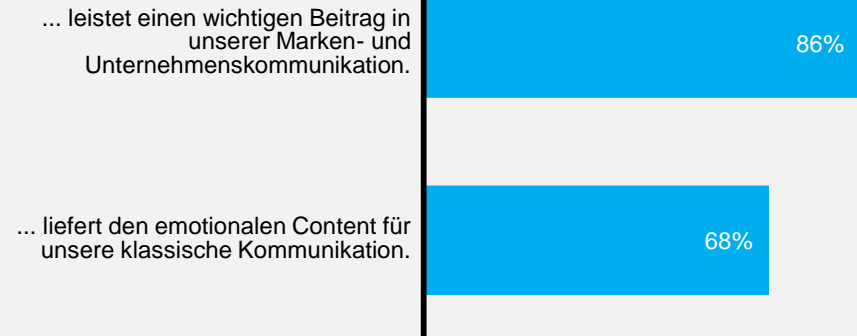 ... leistet einen wichtigen Beitrag in
unserer Marken- und
Unternehmenskommunikation.
86%
... liefert den emotionalen Content für
unsere klassische Kommunikation.
68%